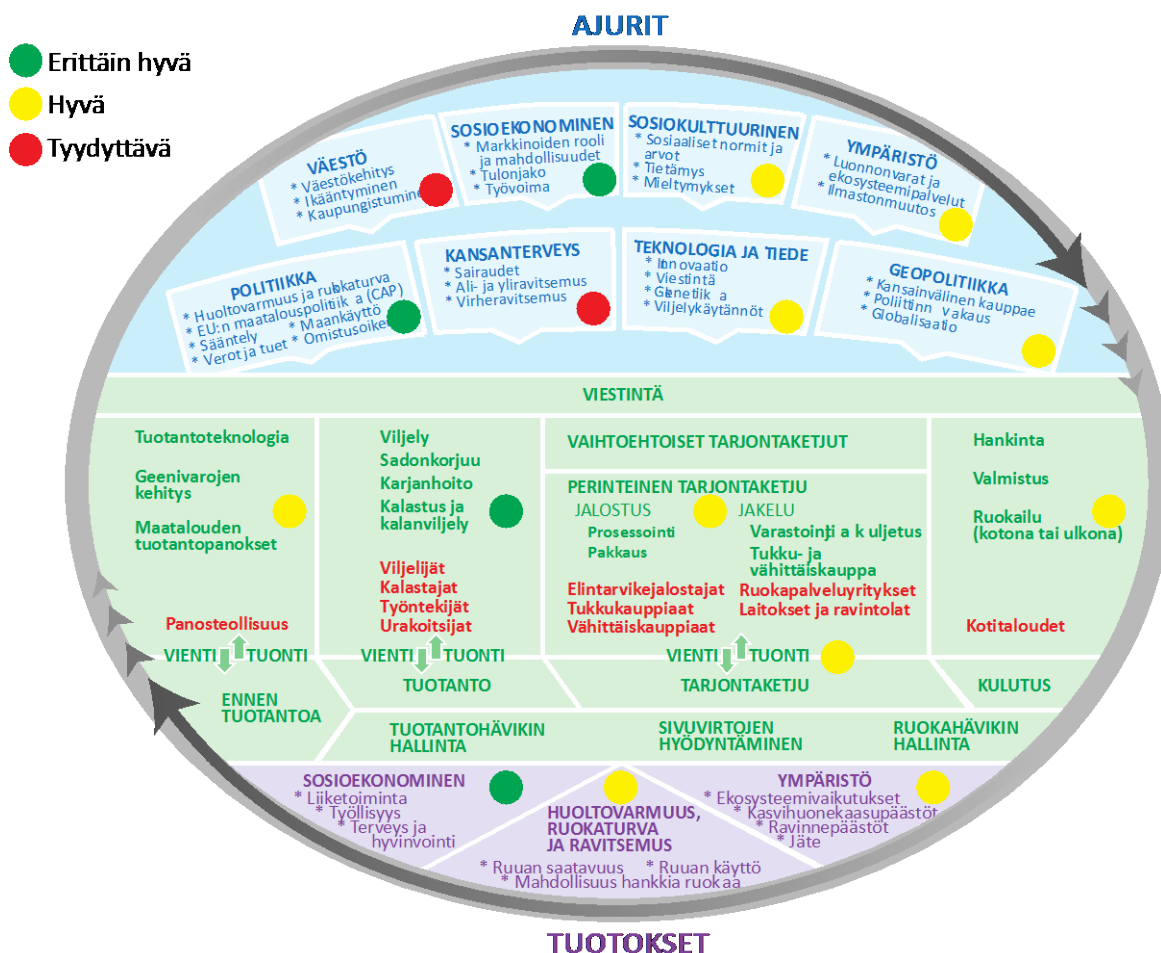 AJURIT
Erittäin hyvä
Hyvä
Tyydyttävä
VÄESTÖ
* Väestökehitys
* Ikääntyminen
* Kaupungistumine
SOSIOEKONOMINEN
* Markkinoiden rooli
ja mahdollisuudet
* Tulonjako
* Työvoima
SOSIOKULTTUURINEN
* Sosiaaliset normit ja
arvot
* Tietämys
* Mieltymykset
YMPÄRISTÖ
* Luonnonvarat ja
ekosysteemipalvelut
* Ilmastonmuutos
POLITIIKKA
* Huoltovarmuus ja ruokaturva
* EU:n maatalouspolitiik a (CAP)
* Sääntely * Maankäyttö
* Verot ja tuet * Omistusoikeu
KANSANTERVEYS
* Sairaudet
* Ali- ja yliravitsemus
* Virheravitsemus
TEKNOLOGIA JA TIEDE
* Innovaatio
* Viestintä
* Genetiik a
* Viljelykäytännöt
GEOPOLITIIKKA
* Kansainvälinen kauppae
* Poliittinn vakaus
* Globalisaatio
VIESTINTÄ
Tuotantoteknologia
Geenivarojen
kehitys
Maatalouden
tuotantopanokset
Panosteollisuus
VIENTI TUONTI
Viljely
Sadonkorjuu
Karjanhoito
Kalastus ja
kalanviljely
Viljelijät
Kalastajat
Työntekijät
Urakoitsijat
VIENTI TUONTI
VAIHTOEHTOISET TARJONTAKETJUT
PERINTEINEN TARJONTAKETJU
JALOSTUS
Prosessointi
Pakkaus
JAKELU
Varastointi ja k uljetus
Tukku- ja
vähittäiskauppa
Elintarvikejalostajat
Tukkukauppiaat
Vähittäiskauppiaat
Ruokapalveluyritykset
Laitokset ja ravintolat
VIENTI TUONTI
Hankinta
Valmistus
Ruokailu
(kotona tai ulkona)
Kotitaloudet
ENNEN
TUOTANTOA
TUOTANTO
TARJONTAKETJU
KULUTUS
TUOTANTOHÄVIKIN
HALLINTA
SIVUVIRTOJEN
HYÖDYNTÄMINEN
RUOKAHÄVIKIN
HALLINTA
SOSIOEKONOMINEN
* Liiketoiminta
* Työllisyys
* Terveys ja
hyvinvointi
HUOLTOVARMUUS,
RUOKATURVA
JA RAVITSEMUS
* Ruuan saatavuus * Ruuan käyttö
* Mahdollisuus hankkia ruokaa
YMPÄRISTÖ
* Ekosysteemivaikutukset
* Kasvihuonekaasupäästöt
* Ravinnepäästöt
* Jäte
TUOTOKSET